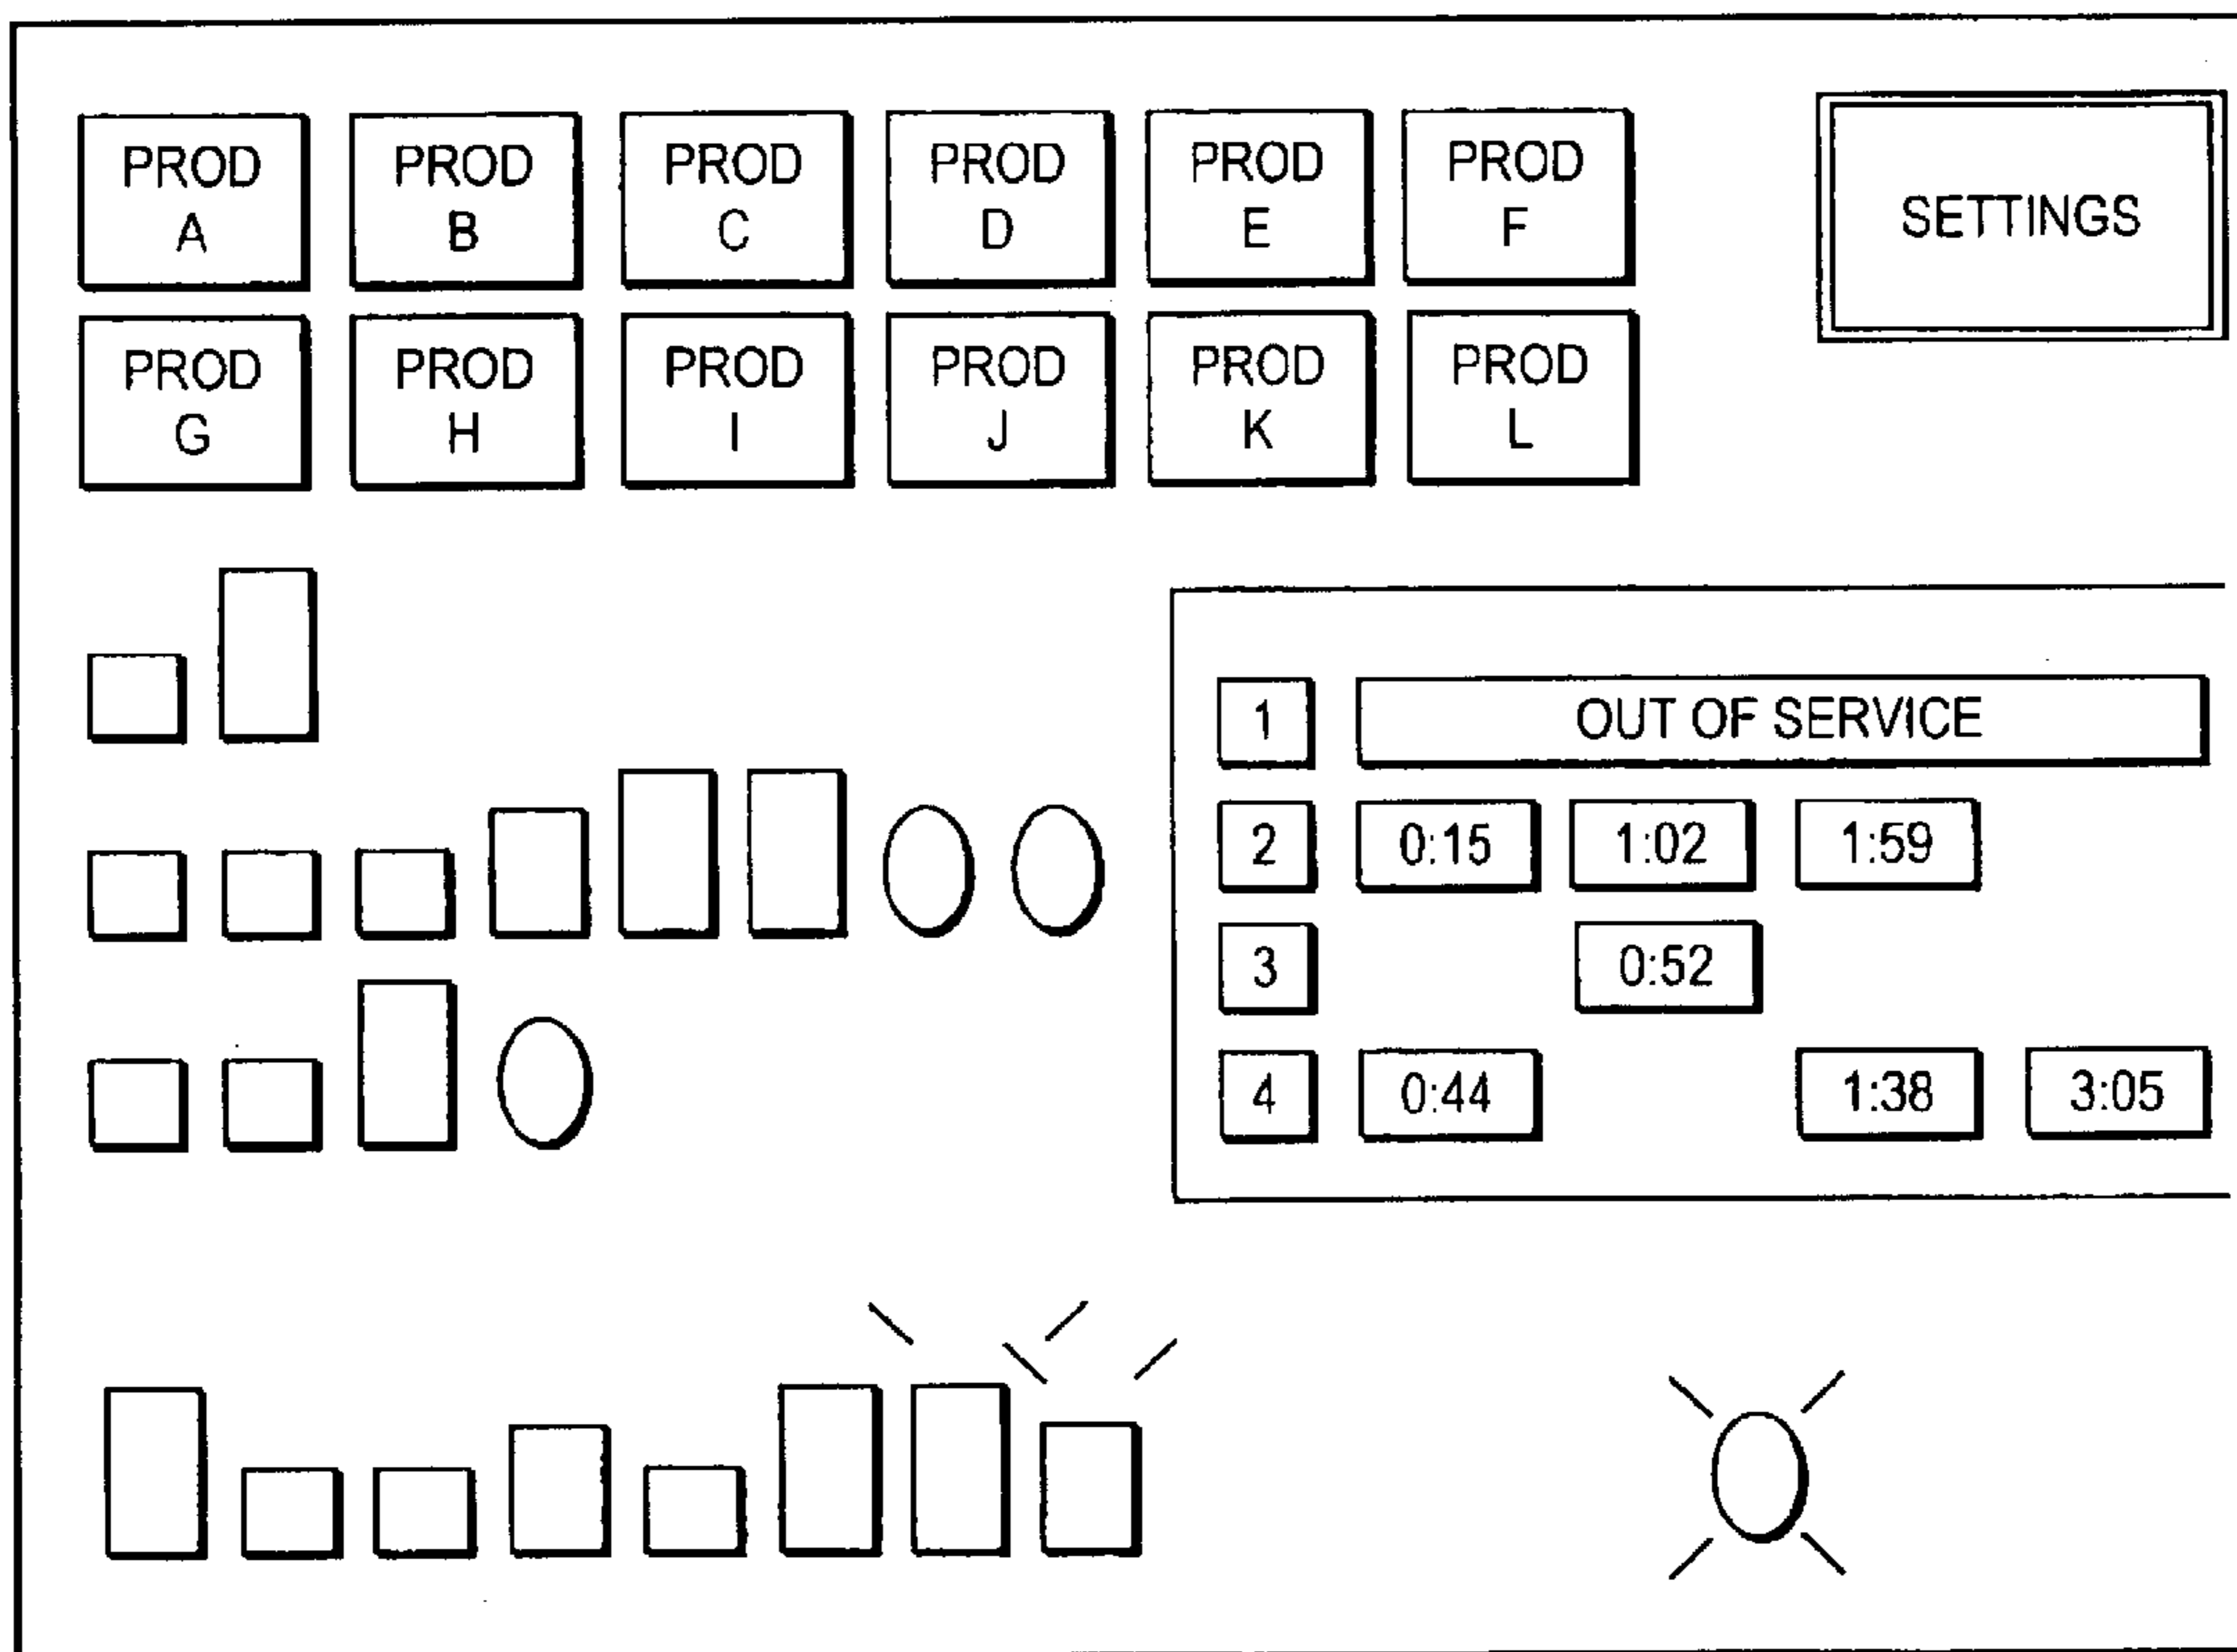 PROD
A
PROD
B
PROD
C
PROD
D
PROD
E
PROD
F
SETTINGS
PROD
G
PROD
H
PROD
I
PROD
J
PROD
K
PROD
L
1 OUT OF SERVICE
2 0:15 1:02 1:59
3 0:52
4 0:44 1:38 3:05